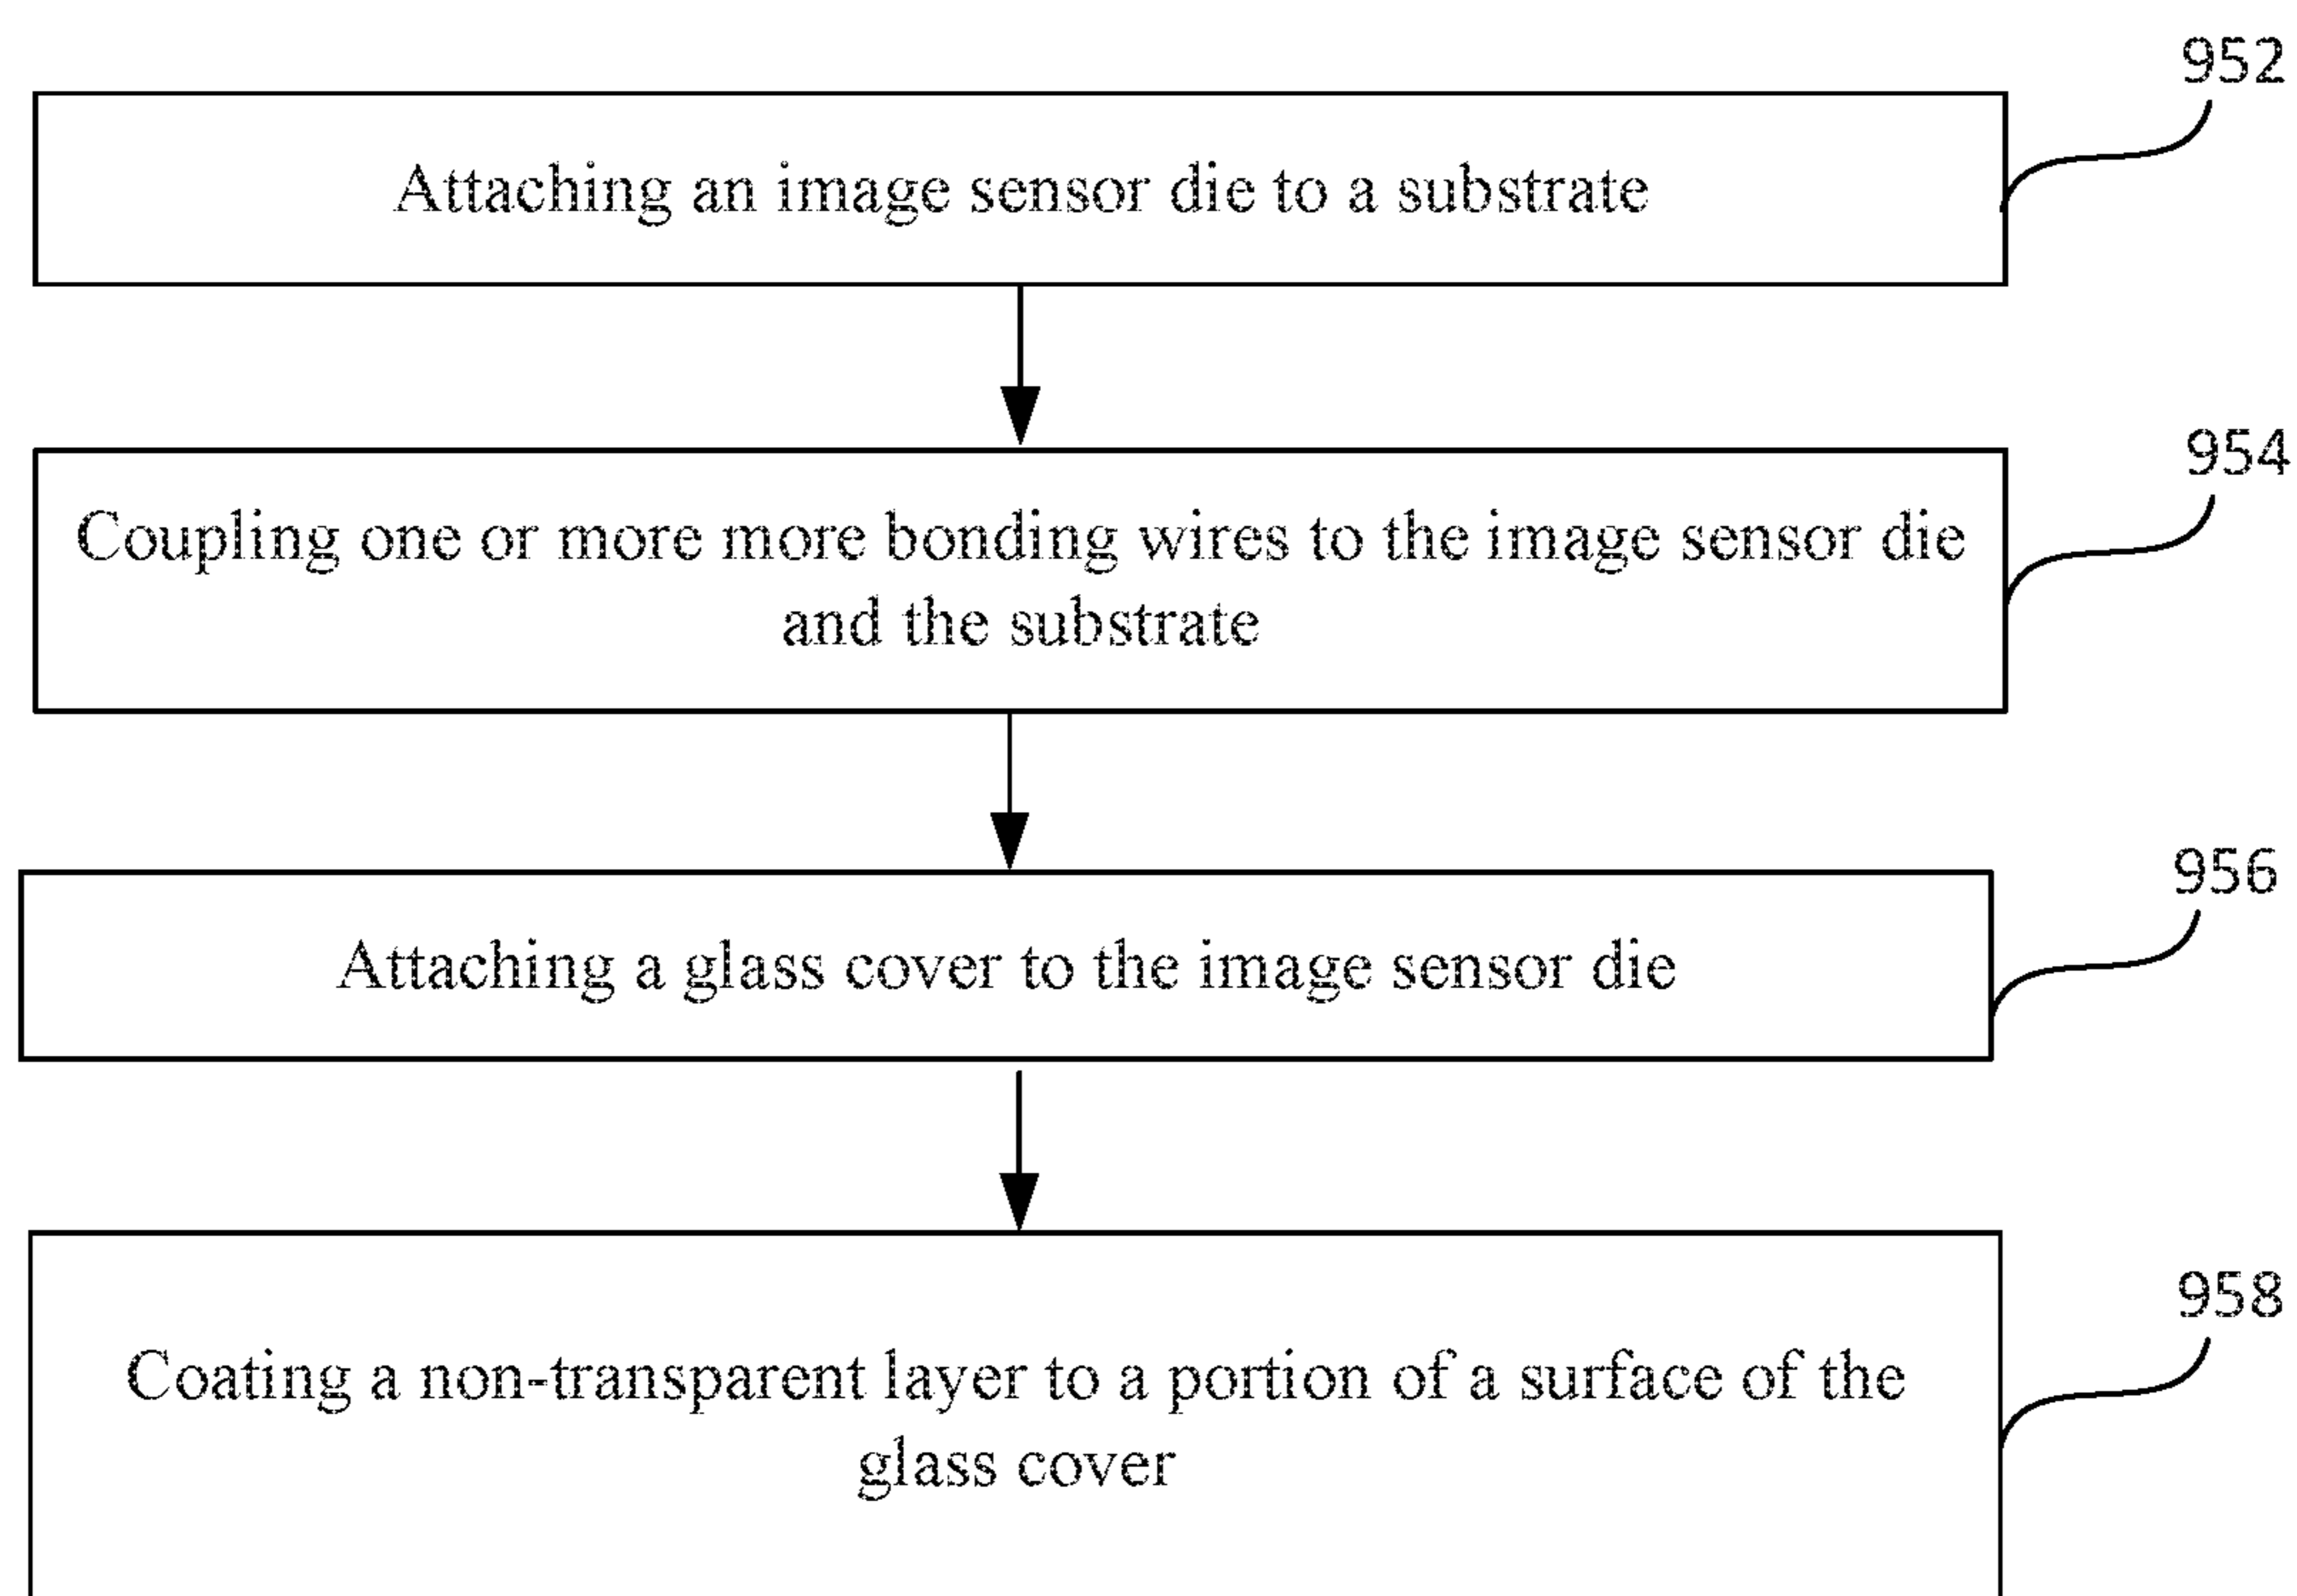 952
Attaching an image sensor die to a substrate
954
Coupling one or more more bonding wires to the image sensor die
and the substrate
956
Attaching a glass cover to the image sensor die
958
Coating a non-transparent layer to a portion of a surface of the
glass cover